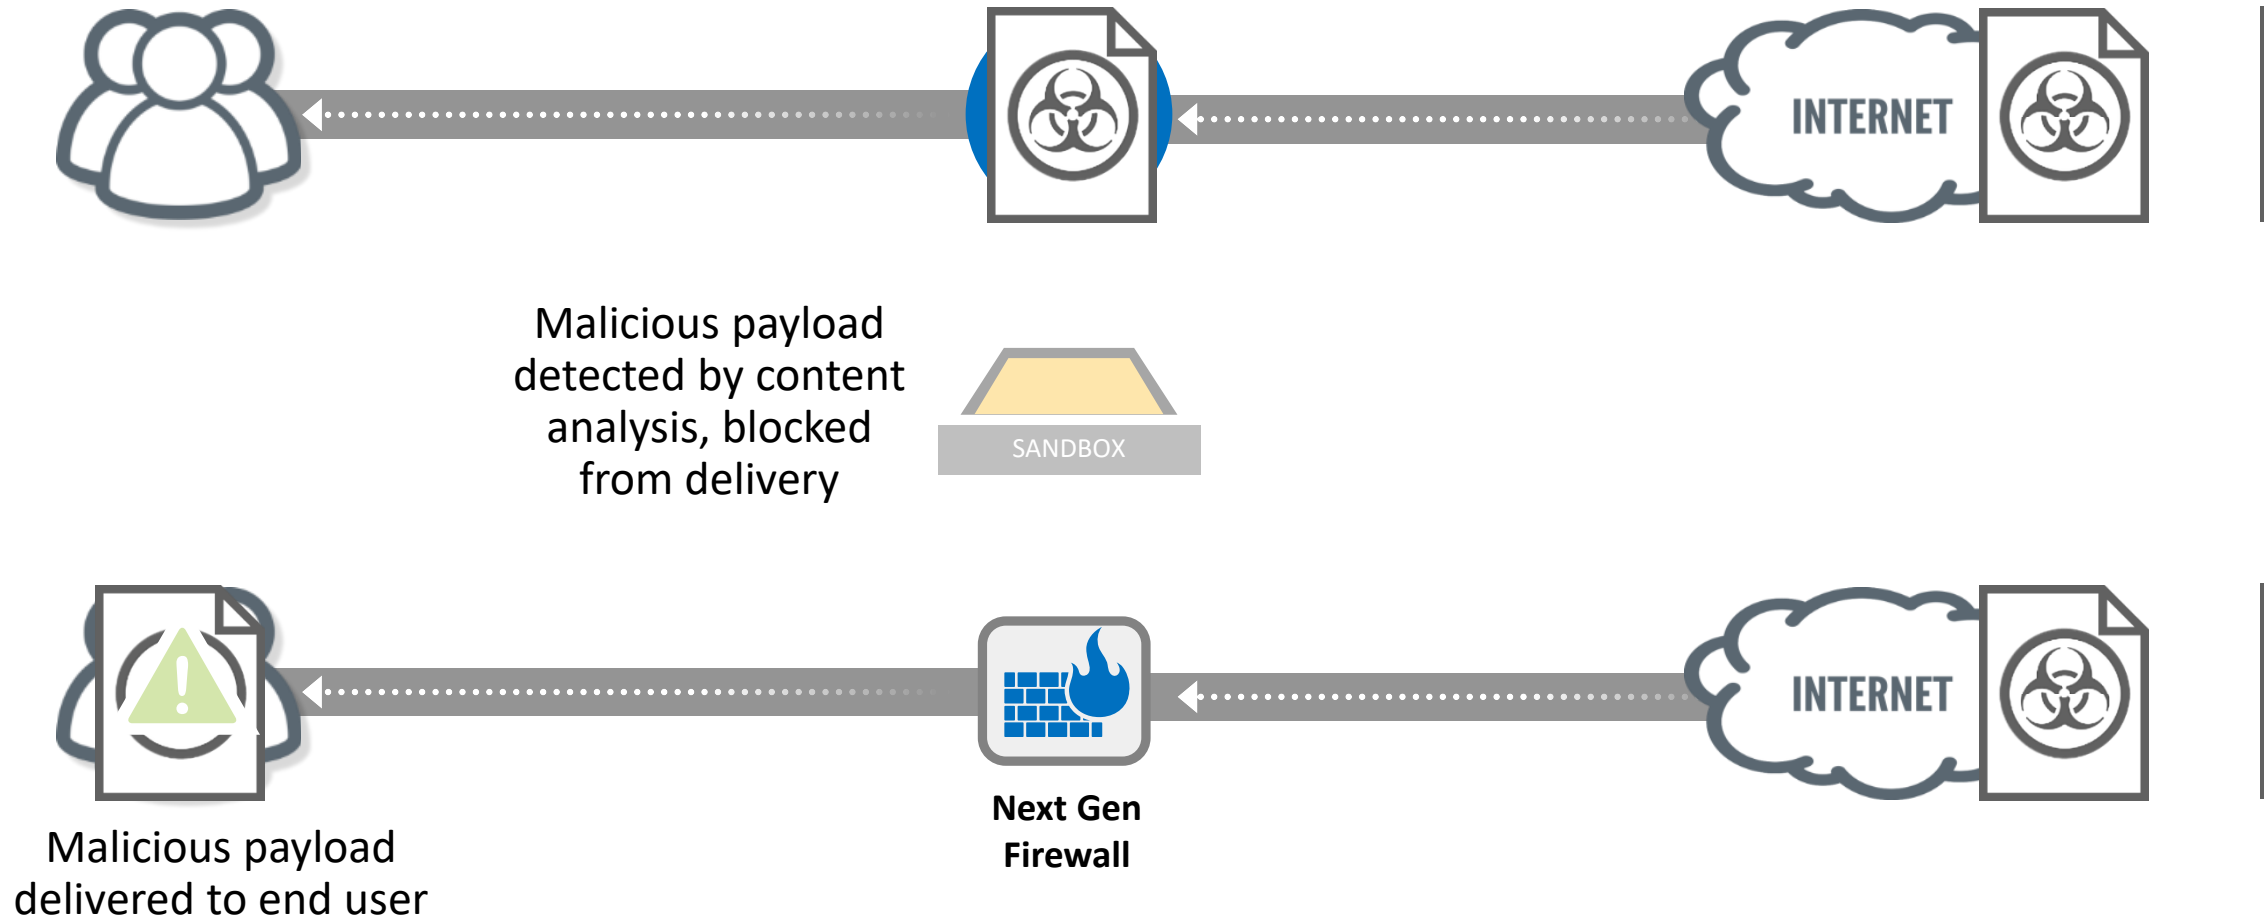 INTERNET
Malicious payload
detected by content
analysis, blocked
from delivery
SANDBOX
INTERNET
Next Gen
Firewall
Malicious payload
delivered to end user